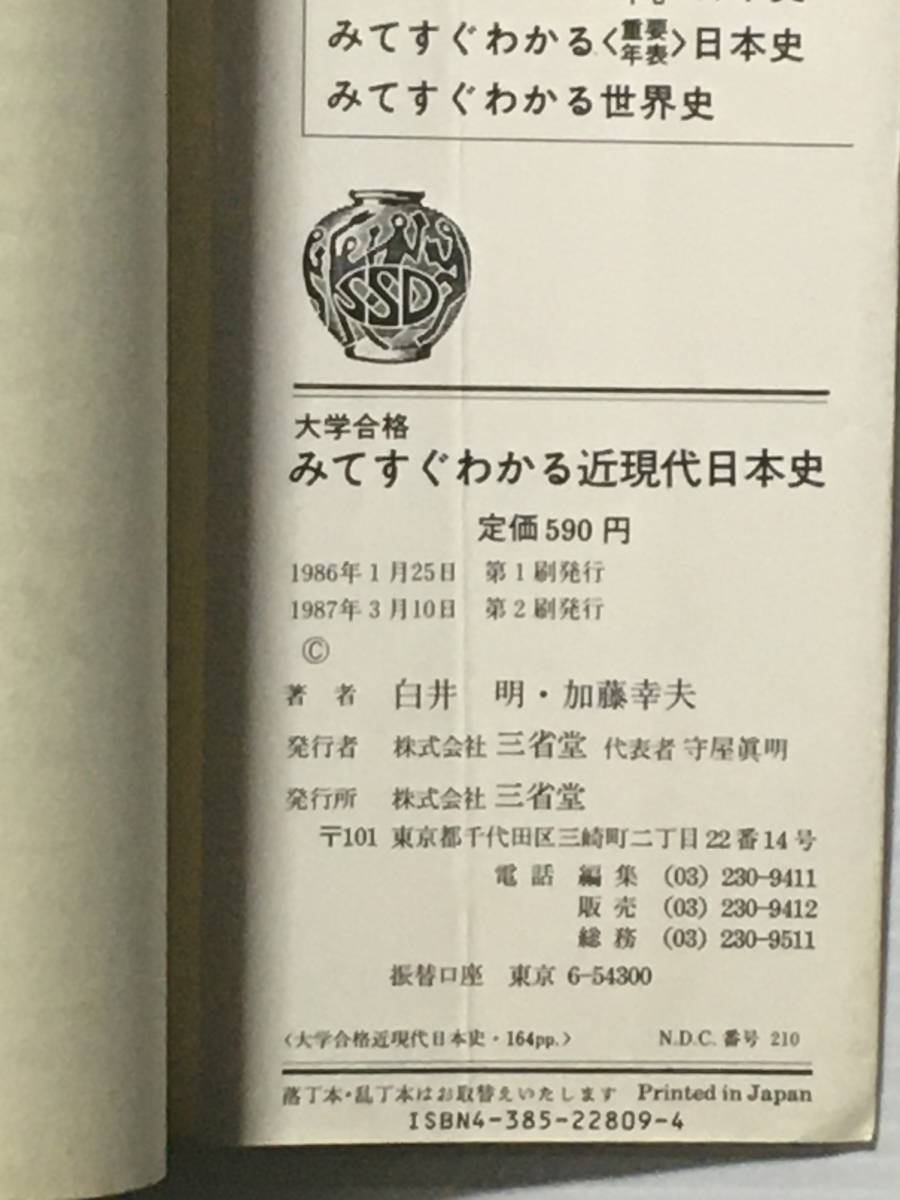 みてすぐわかる〈重要年表〉日本史
みてすぐわかる世界史
SSD
大学合格
みてすぐわかる近現代日本史
定価590円
1986年1月25日 第1刷発行
1987年3月10日 第2刷発行
©
著者 白井 明・加藤幸夫
発行者 株式会社 三省堂 代表者 守屋眞明
発行所 株式会社 三省堂
〒101 東京都千代田区三崎町二丁目22番14号
電話 編集 (03) 230-9411
販売 (03) 230-9412
総務 (03) 230-9511
振替口座 東京 6-54300
〈大学合格近現代日本史・164pp.〉 N.D.C. 番号 210
落丁本・乱丁本はお取替えいたします Printed in Japan
ISBN4-385-22809-4